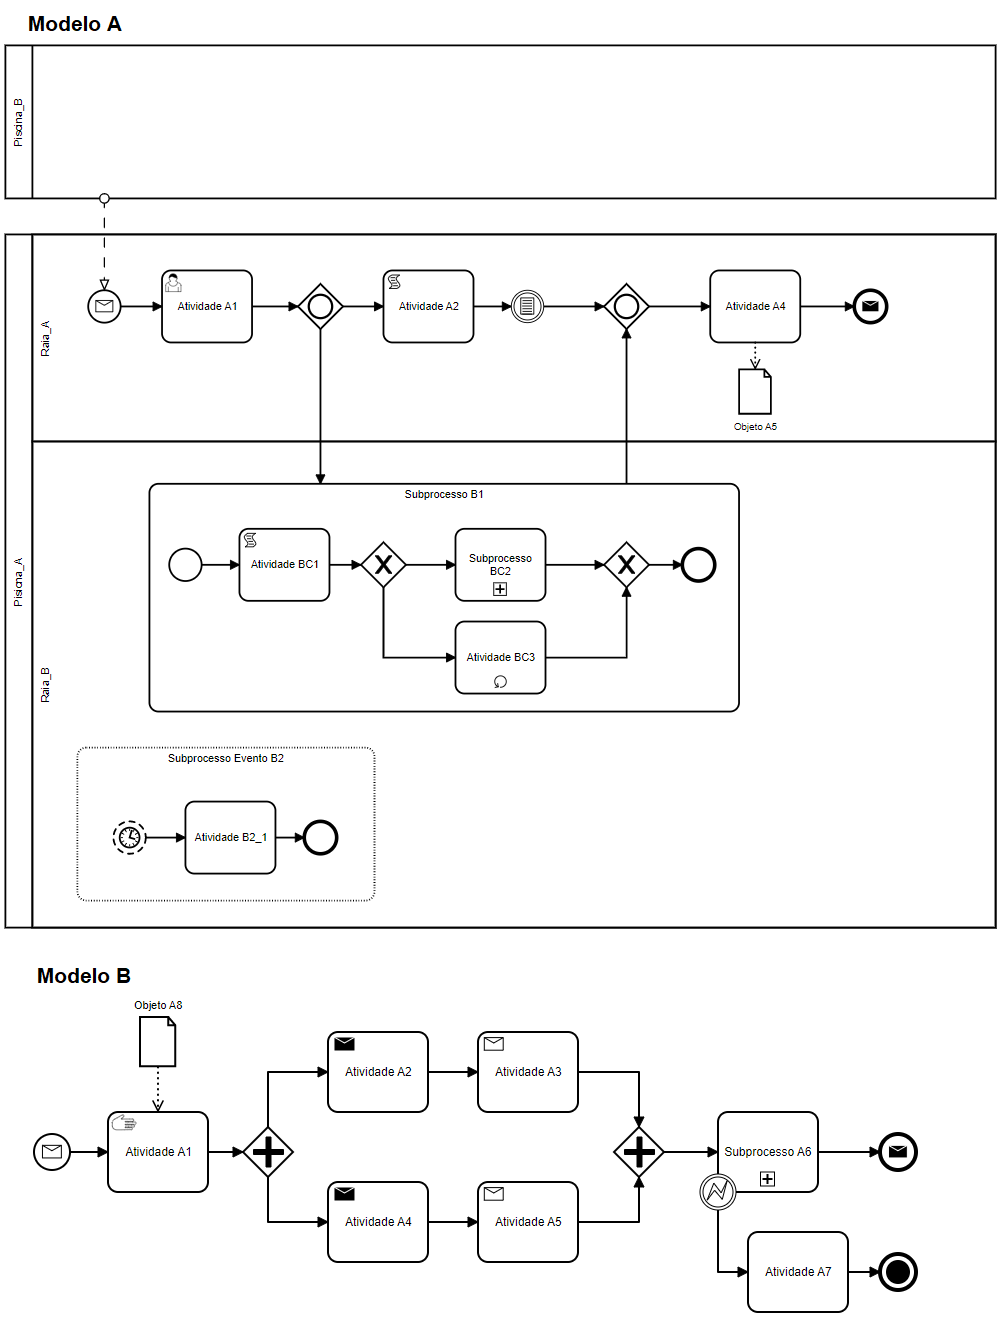 Modelo A
Piscina_B
Pisicna_A
Raia_A
Atividade A1
Atividade A2
Atividade A4
Objeto A5
Raia_B
Subprocesso B1
Atividade BC1
Subprocesso
BC2
Atividade BC3
Subprocesso Evento B2
Atividade B2_1
Modelo B
Objeto A8
Atividade A1
Atividade A2
Atividade A3
Atividade A4
Atividade A5
Subprocesso A6
Atividade A7